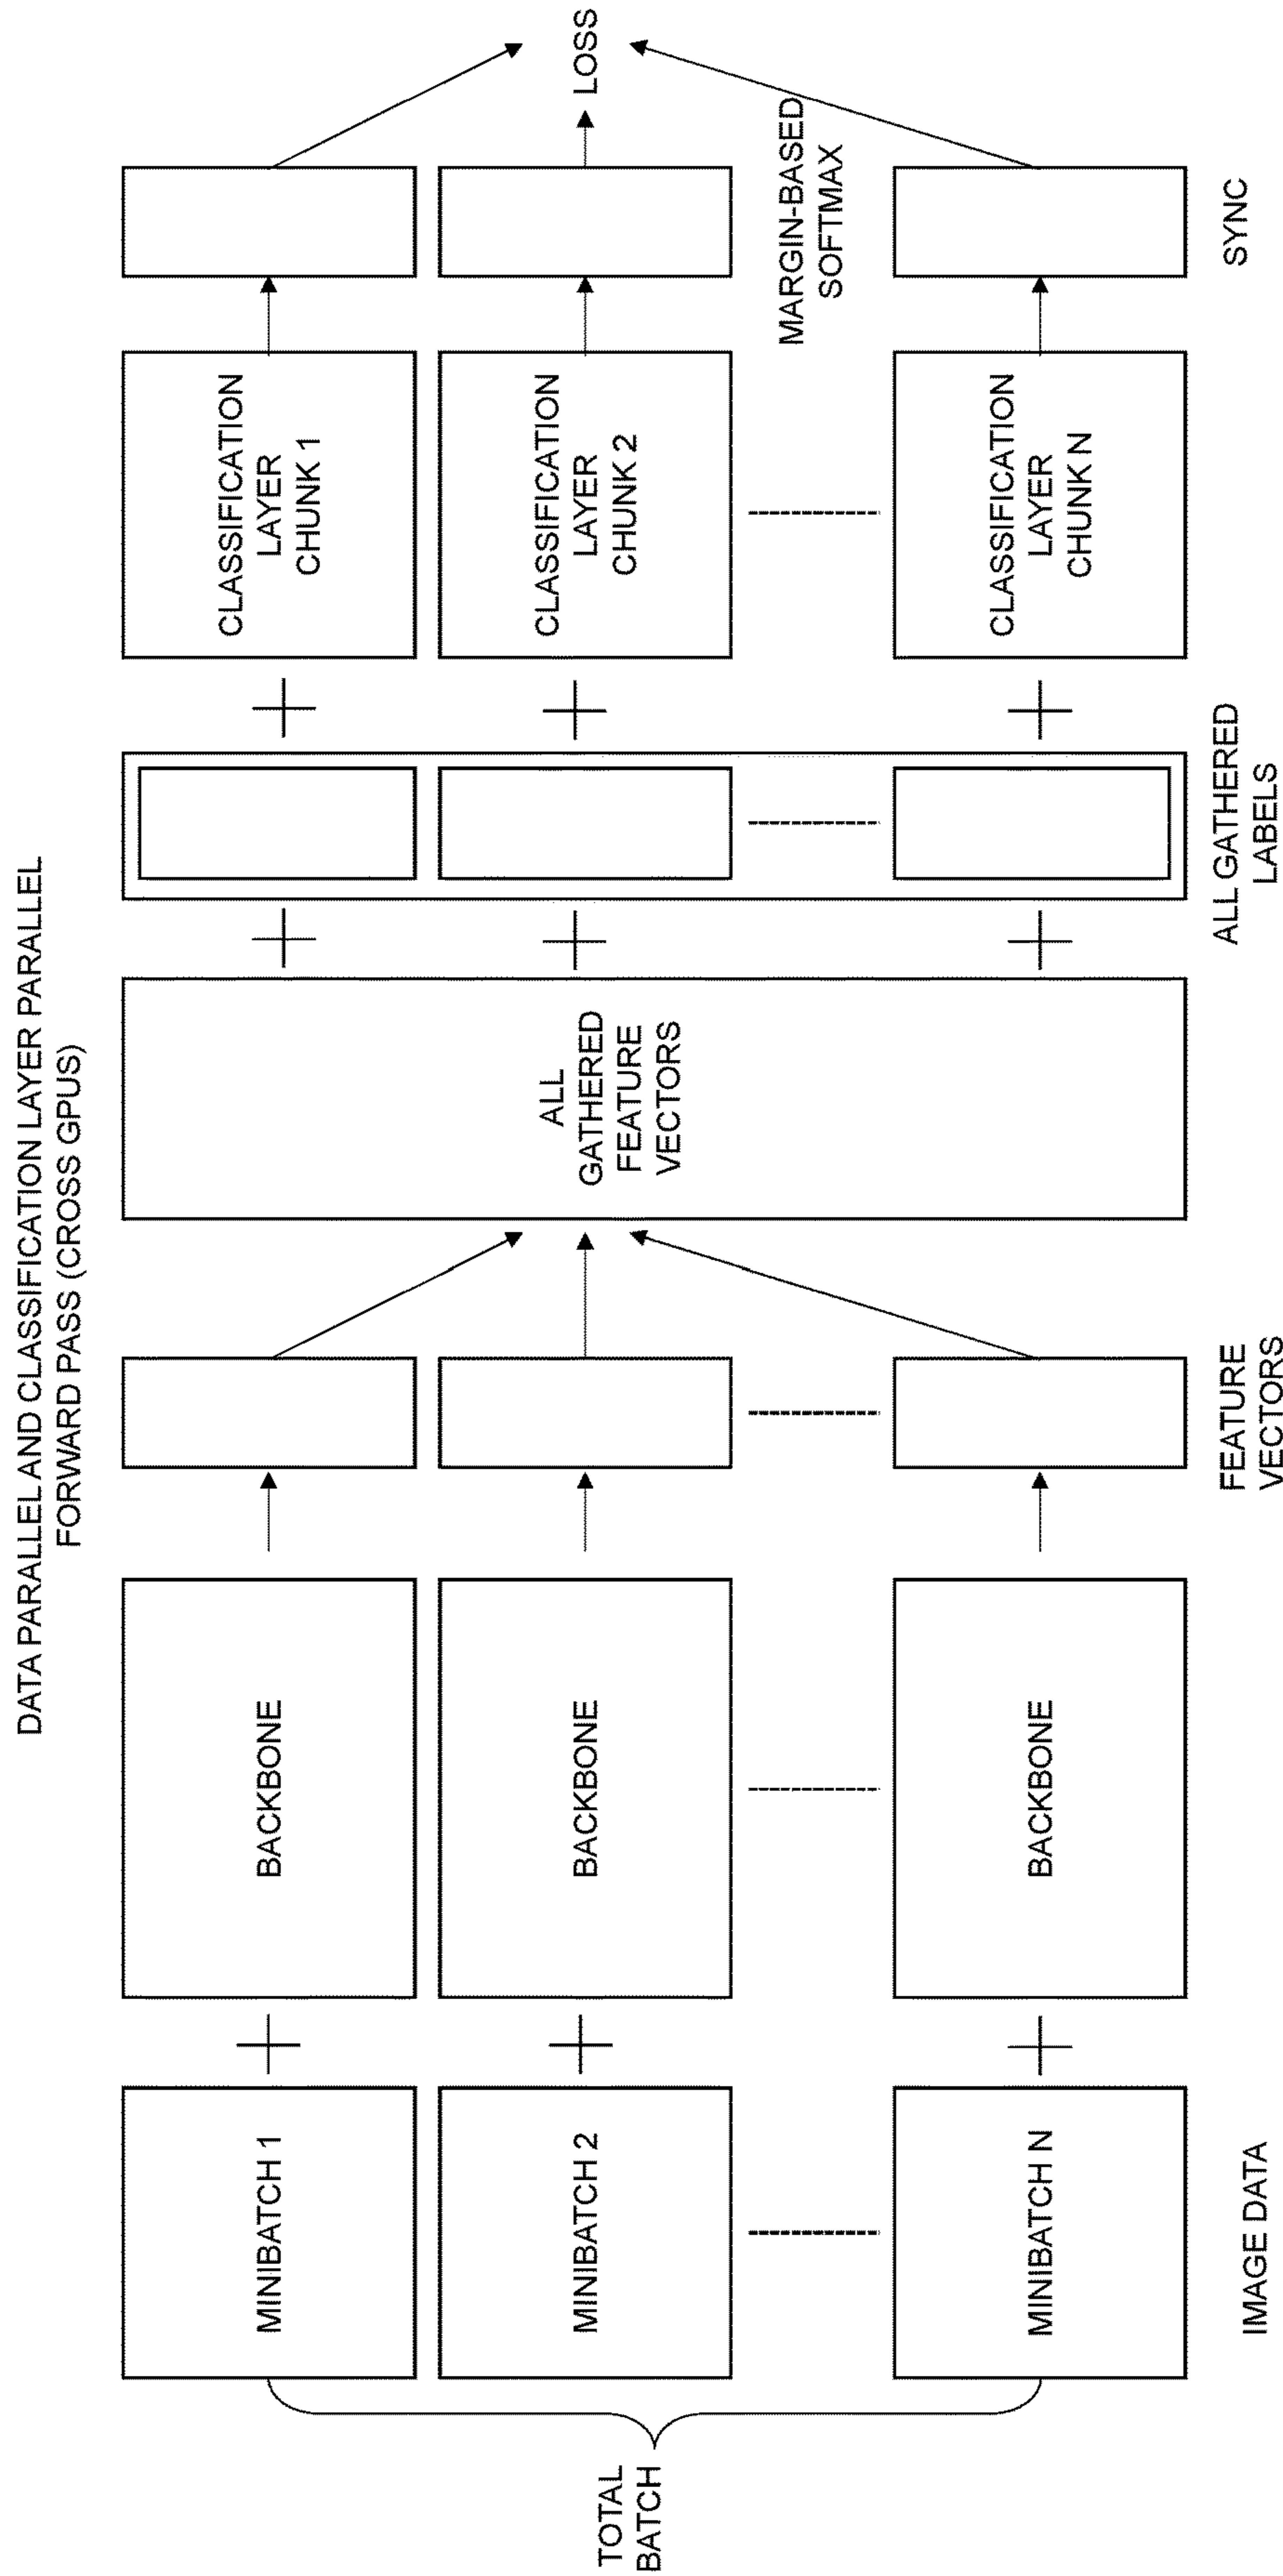 DATA PARALLEL AND CLASSIFICATION LAYER PARALLEL
FORWARD PASS (CROSS GPUS)
TOTAL
BATCH
MINIBATCH 1
MINIBATCH 2
MINIBATCH N
IMAGE DATA
BACKBONE
BACKBONE
BACKBONE
FEATURE
VECTORS
ALL
GATHERED
FEATURE
VECTORS
ALL GATHERED
LABELS
CLASSIFICATION
LAYER
CHUNK 1
CLASSIFICATION
LAYER
CHUNK 2
CLASSIFICATION
LAYER
CHUNK N
MARGIN-BASED
SOFTMAX
SYNC
LOSS